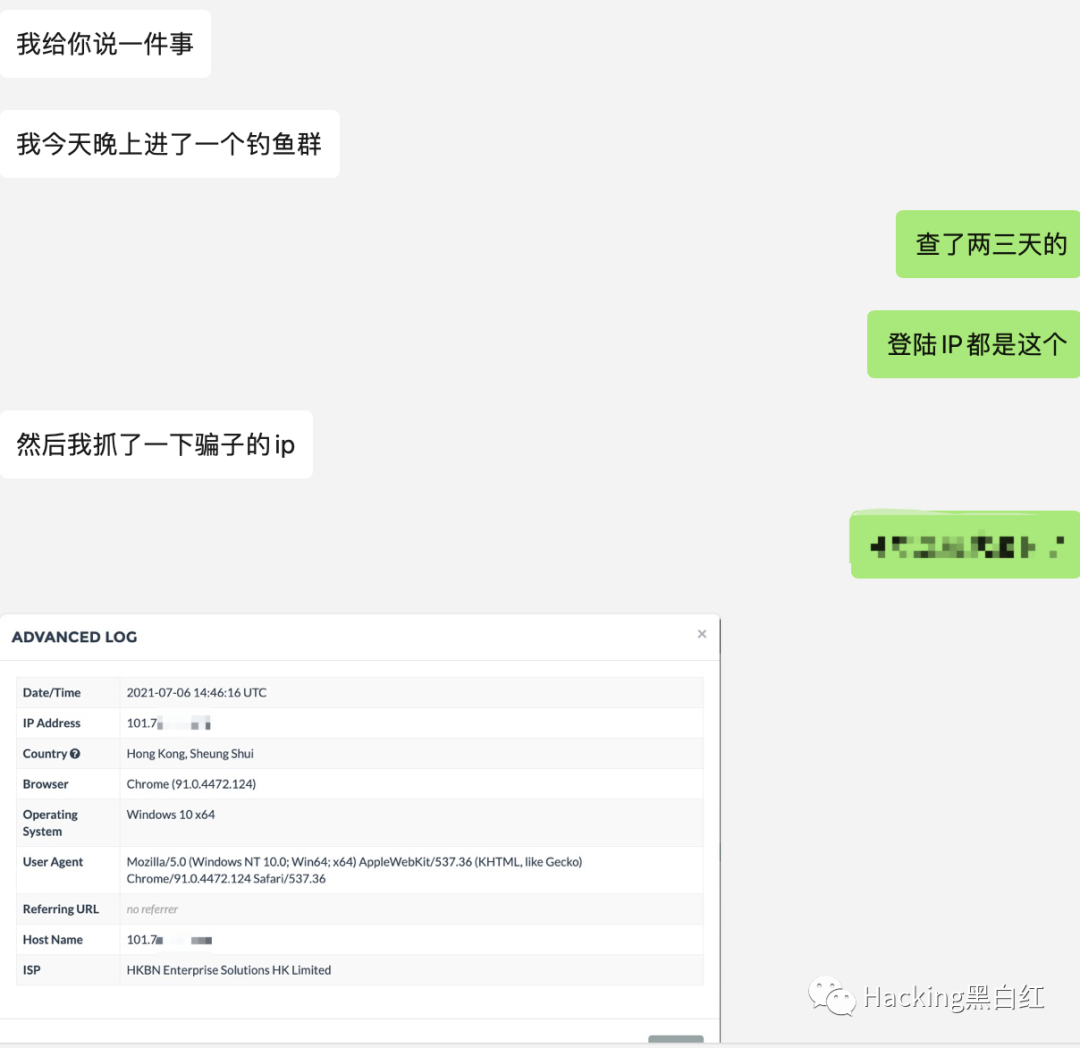 我给你说一件事
我今天晚上进了一个钓鱼群
查了两三天的
登陆IP都是这个
然后我抓了一下骗子的ip
ADVANCED LOG
×
Date/Time 2021-07-06 14:46:16 UTC
IP Address 101.7
Country Hong Kong, Sheung Shui
Browser Chrome (91.0.4472.124)
Operating System Windows 10 x64
User Agent Mozilla/5.0 (Windows NT 10.0; Win64; x64) AppleWebKit/537.36 (KHTML, like Gecko)
Chrome/91.0.4472.124 Safari/537.36
Referring URL no referrer
Host Name 101.7
ISP HKBN Enterprise Solutions HK Limited
Hacking黑白红